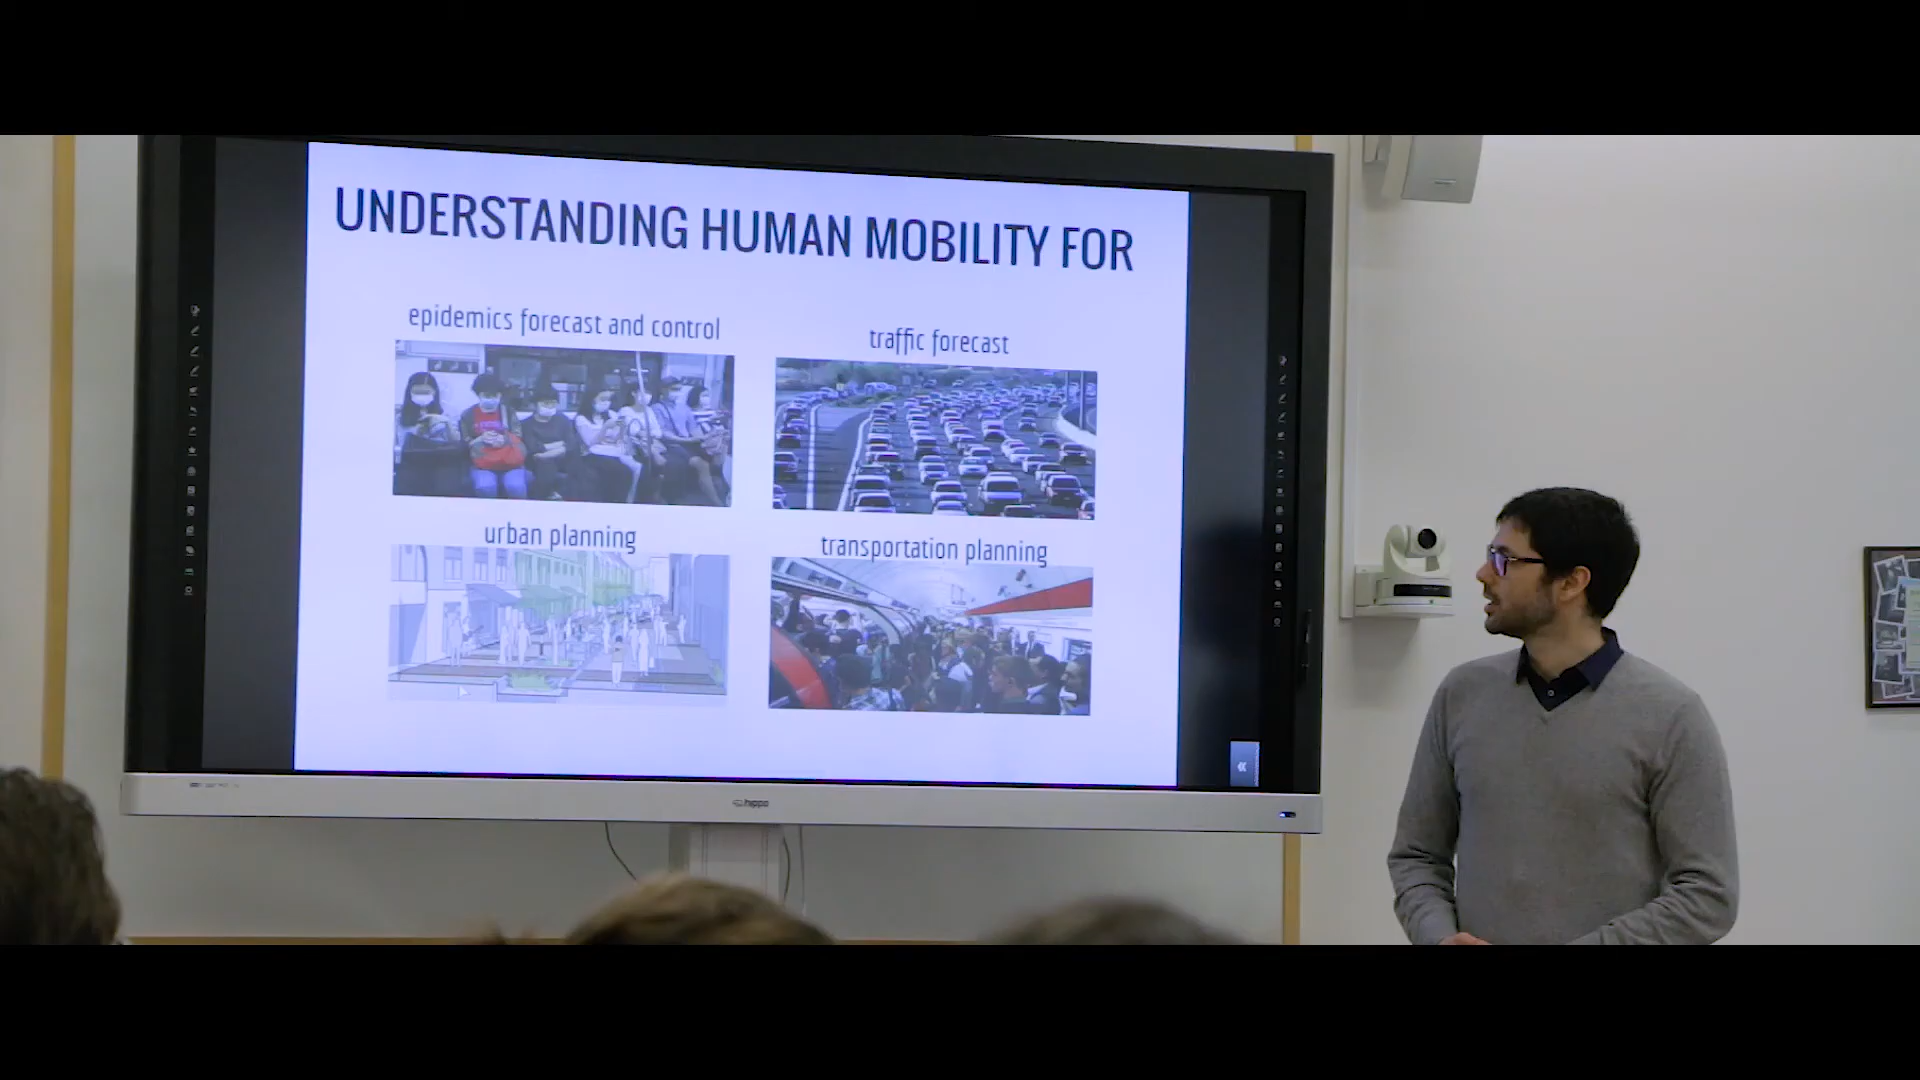 UNDERSTANDING HUMAN MOBILITY FOR
epidemics forecast and control
traffic forecast
urban planning
transportation planning
«